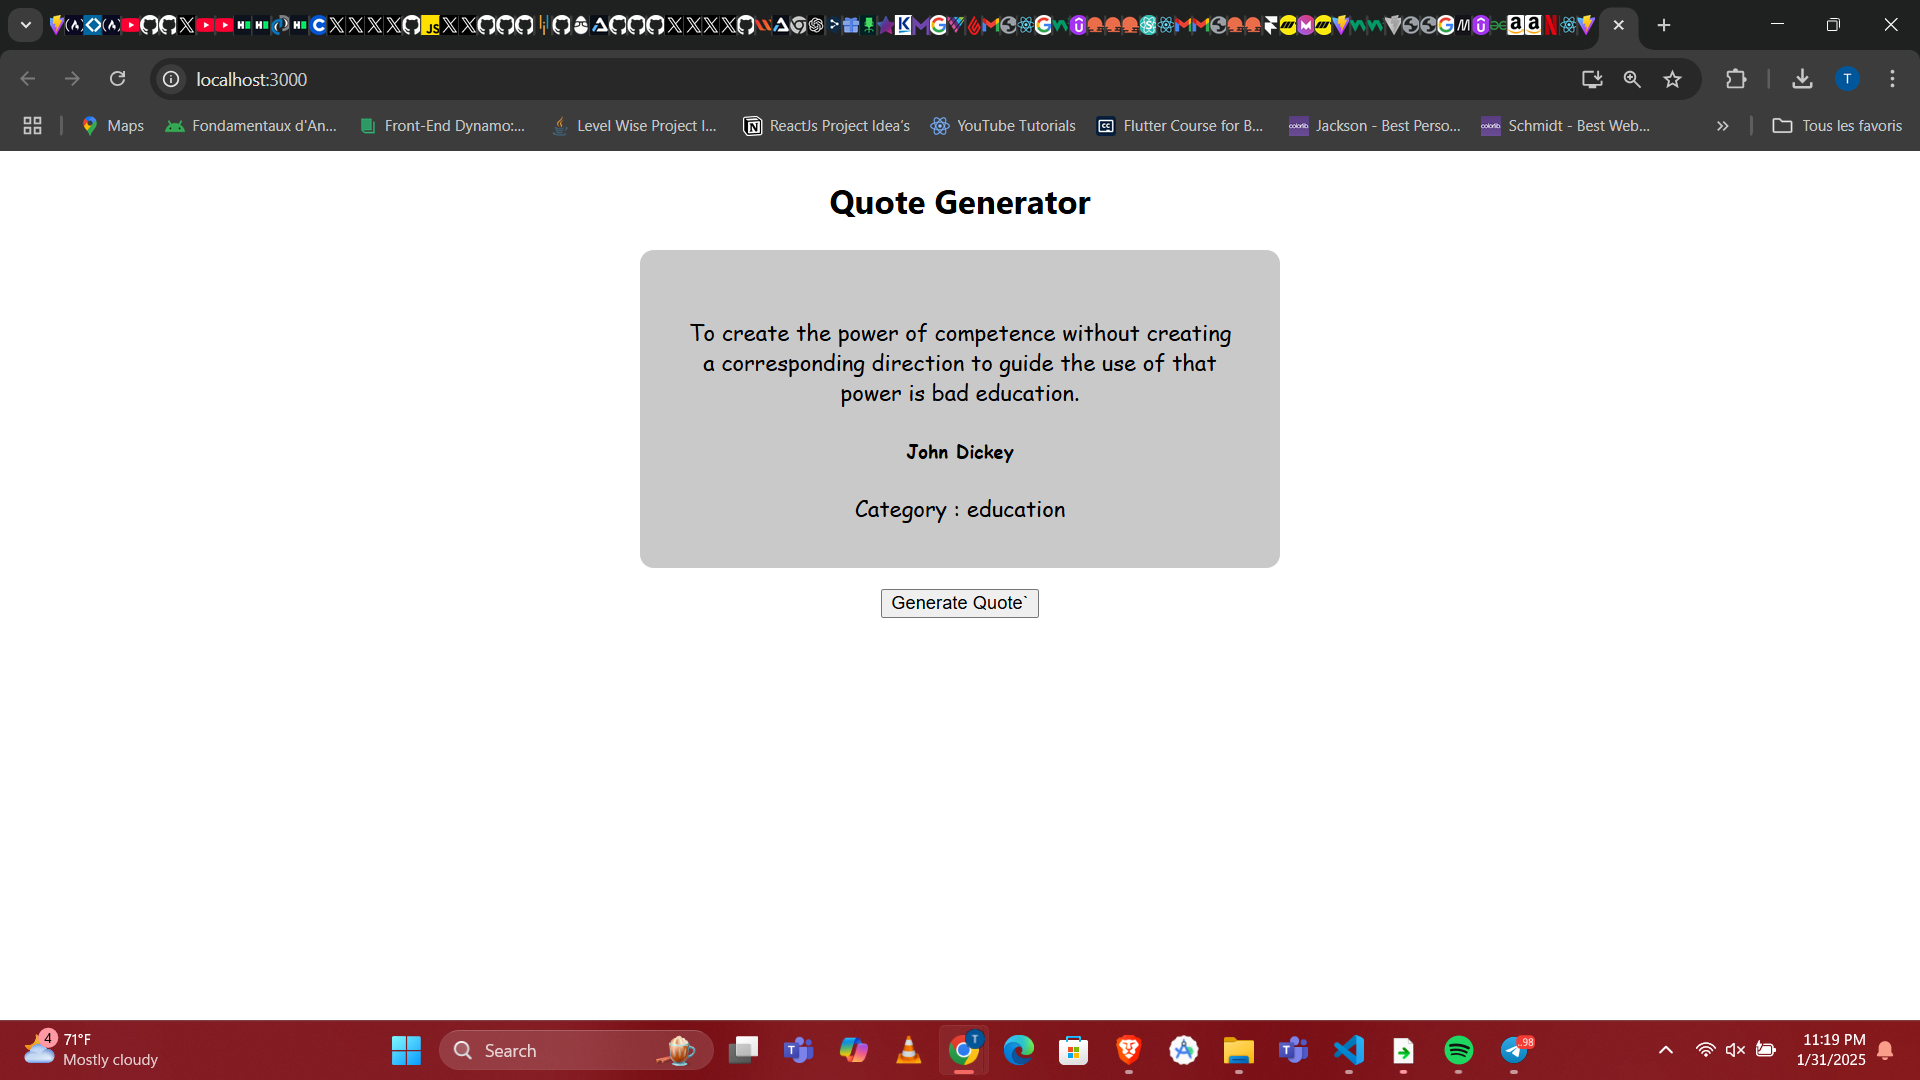 localhost:3000
T
Maps
Fondamentaux d'An...
Front-End Dynamo:...
Level Wise Project I...
ReactJs Project Idea's
YouTube Tutorials
Flutter Course for B...
Jackson - Best Perso...
Schmidt - Best Web...
Tous les favoris
Quote Generator
To create the power of competence without creating
a corresponding direction to guide the use of that
power is bad education.
John Dickey
Category : education
Generate Quote`
4
71°F
Mostly cloudy
Search
T
98
11:19 PM
1/31/2025